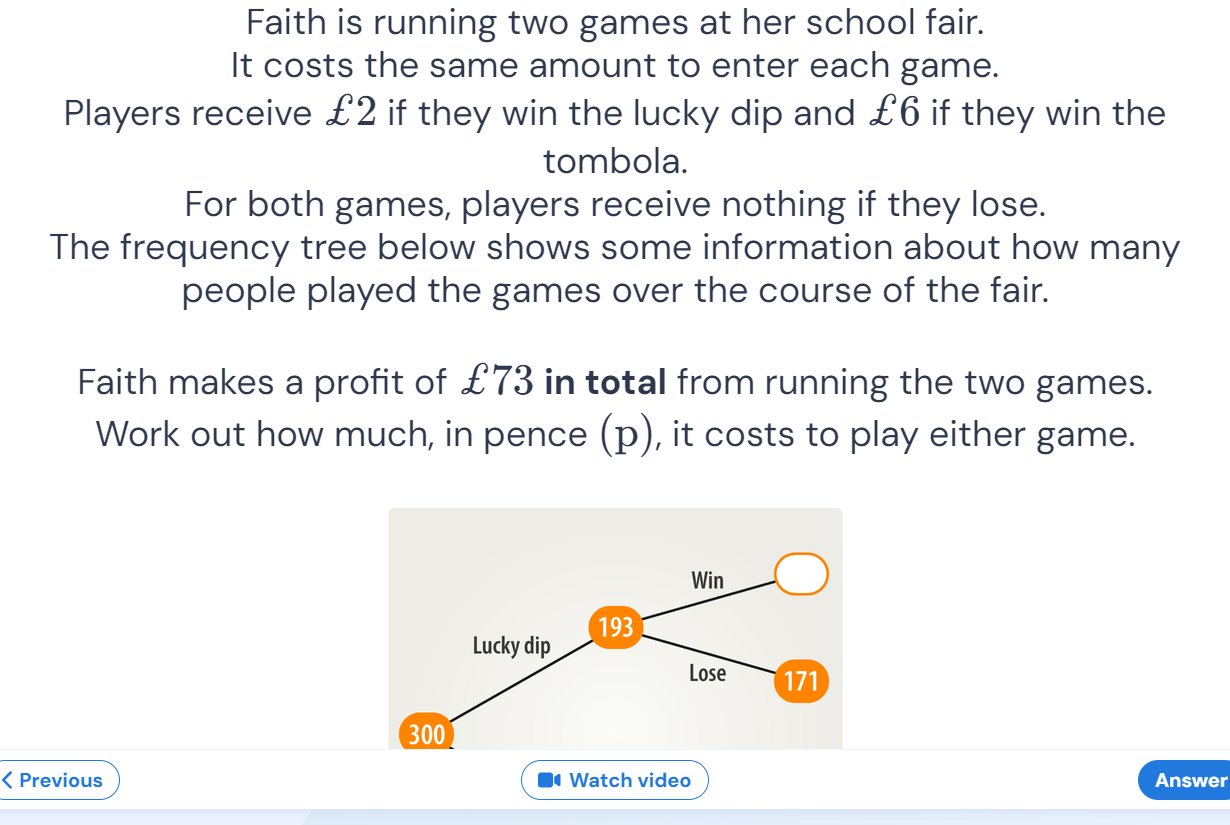 Faith is running two games at her school fair.
It costs the same amount to enter each game.
Players receive £2 if they win the lucky dip and £6 if they win the
tombola.
For both games, players receive nothing if they lose.
The frequency tree below shows some information about how many
people played the games over the course of the fair.
Faith makes a profit of £73 in total from running the two games.
Work out how much, in pence (p), it costs to play either game.
Win
193
Lucky dip
Lose
171
300
Previous
Watch video
Answer